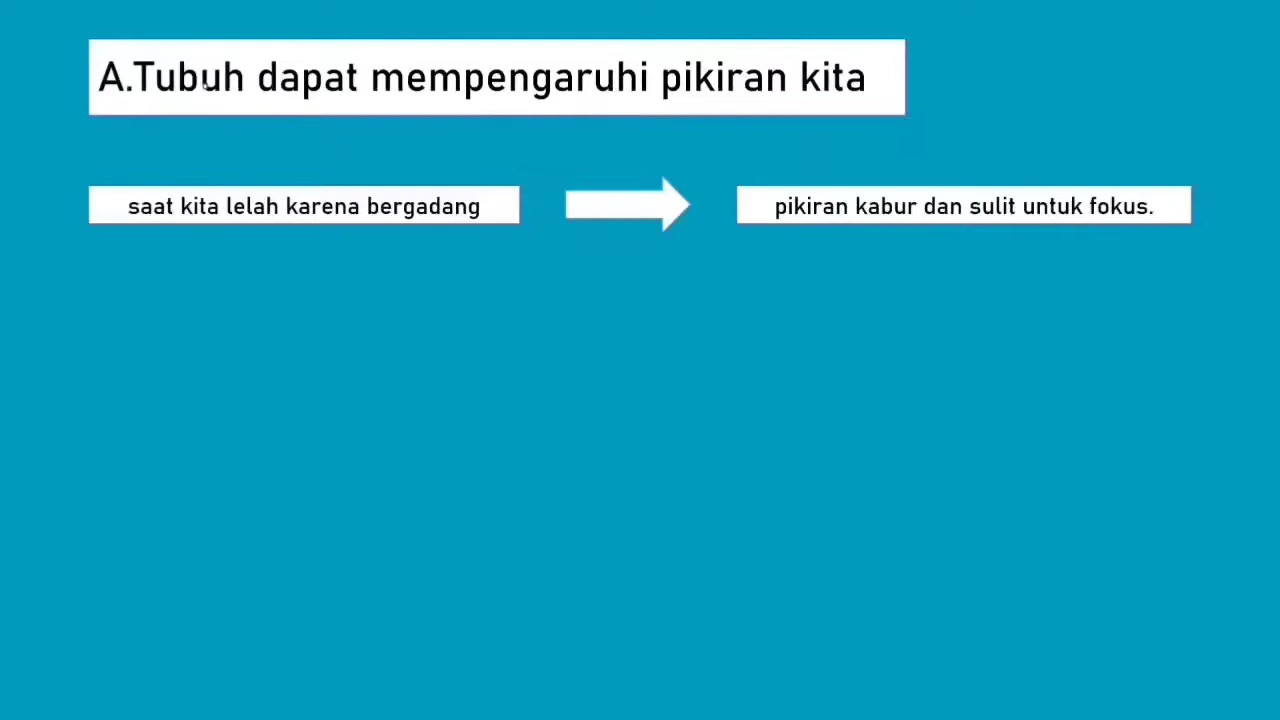 A.Tubuh dapat mempengaruhi pikiran kita
saat kita lelah karena bergadang
pikiran kabur dan sulit untuk fokus.